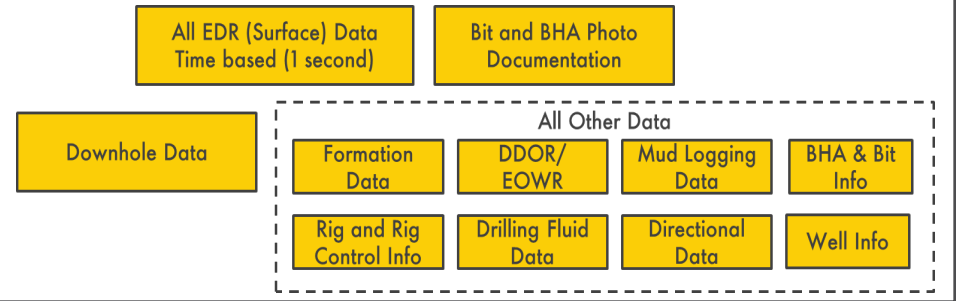 All EDR (Surface) Data
Time based (1 second)
Bit and BHA Photo
Documentation
Downhole Data
All Other Data
Formation
Data
DDOR/
EOWR
Mud Logging
Data
BHA & Bit
Info
Rig and Rig
Control Info
Drilling Fluid
Data
Directional
Data
Well Info